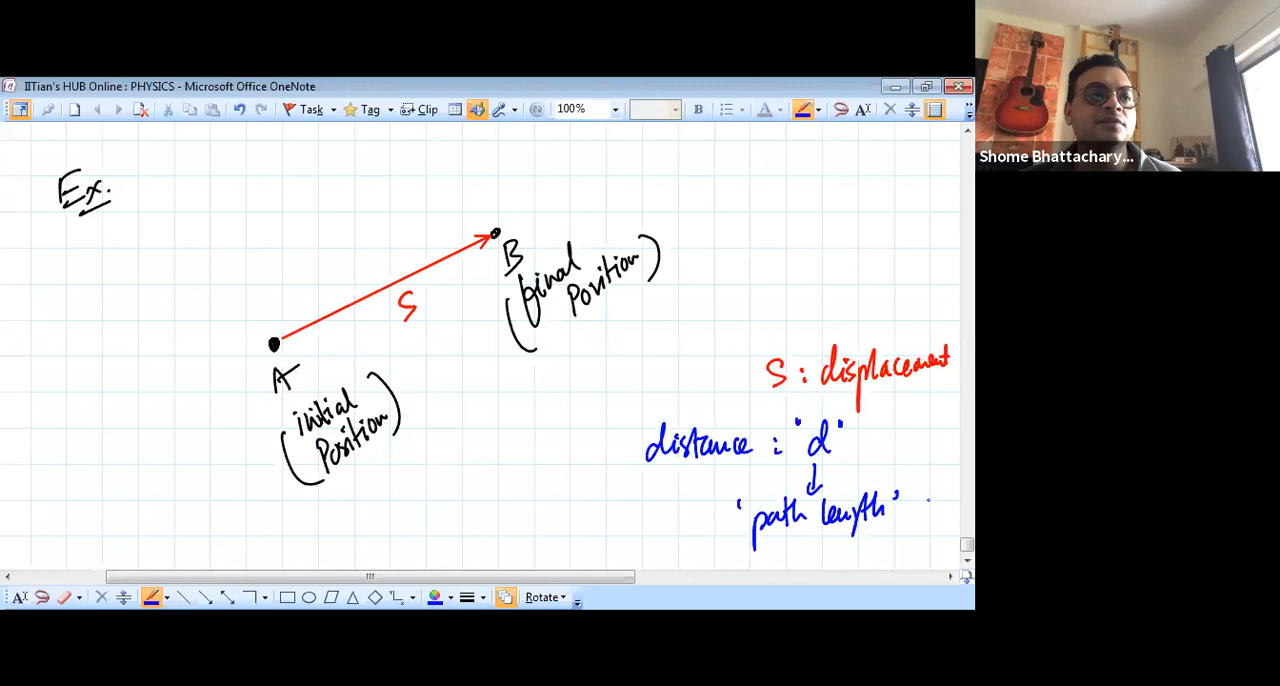 IITian's HUB Online : PHYSICS - Microsoft Office OneNote
Task Tag Clip 100% B A
Shome Bhattachary...
Ex.
B
(final
Position)
S
A
(initial
Position)
S : displacement
distance : "d"
'path length'
Rotate